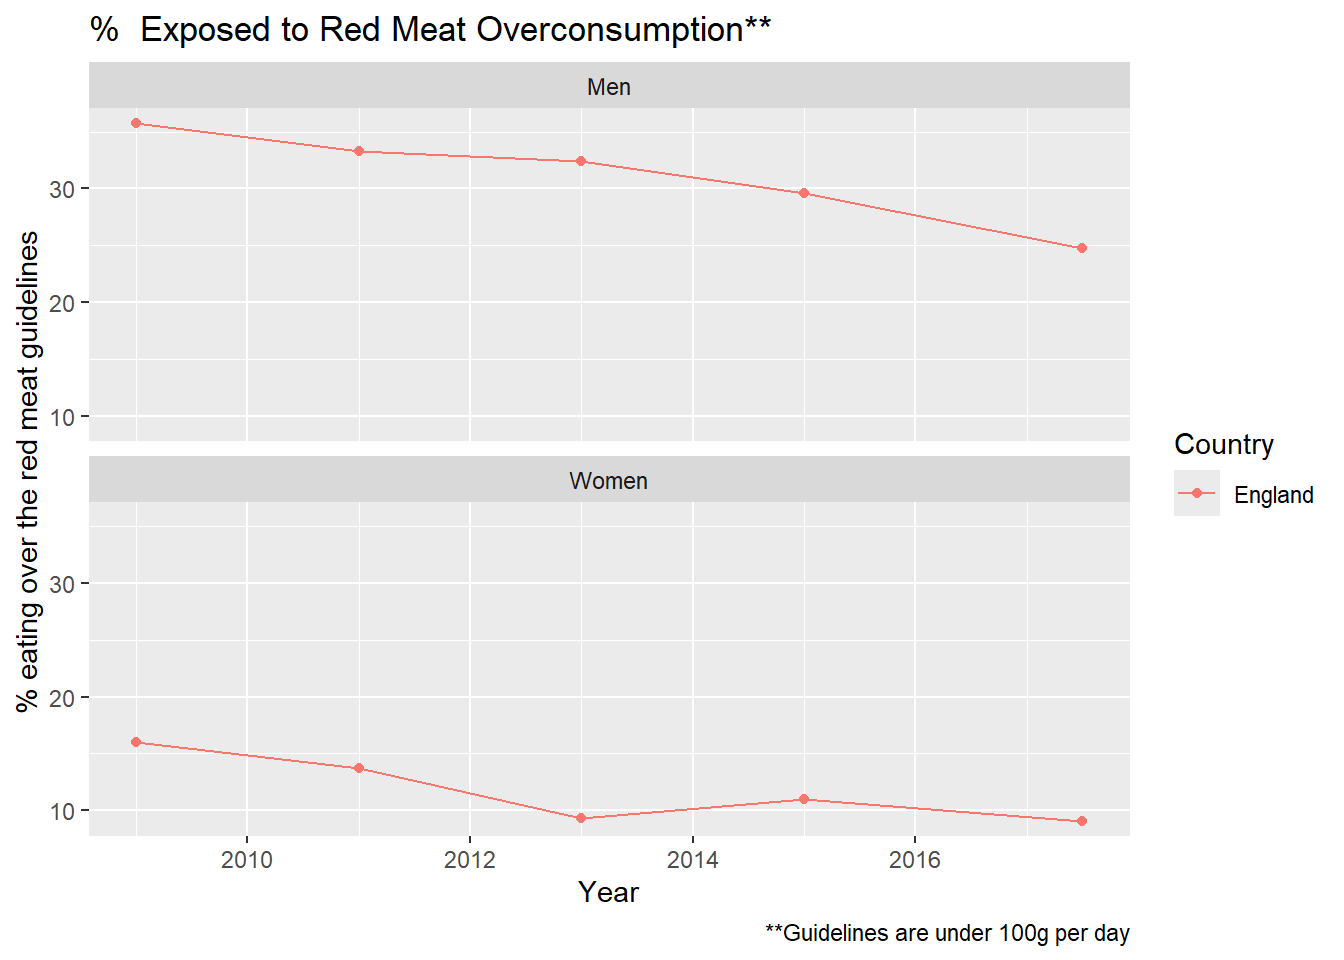 %  Exposed to Red Meat Overconsumption**
Men
30
20
10
% eating over the red meat guidelines
Women
30
20
10
2010 2012 2014 2016
Year
Country
England
**Guidelines are under 100g per day